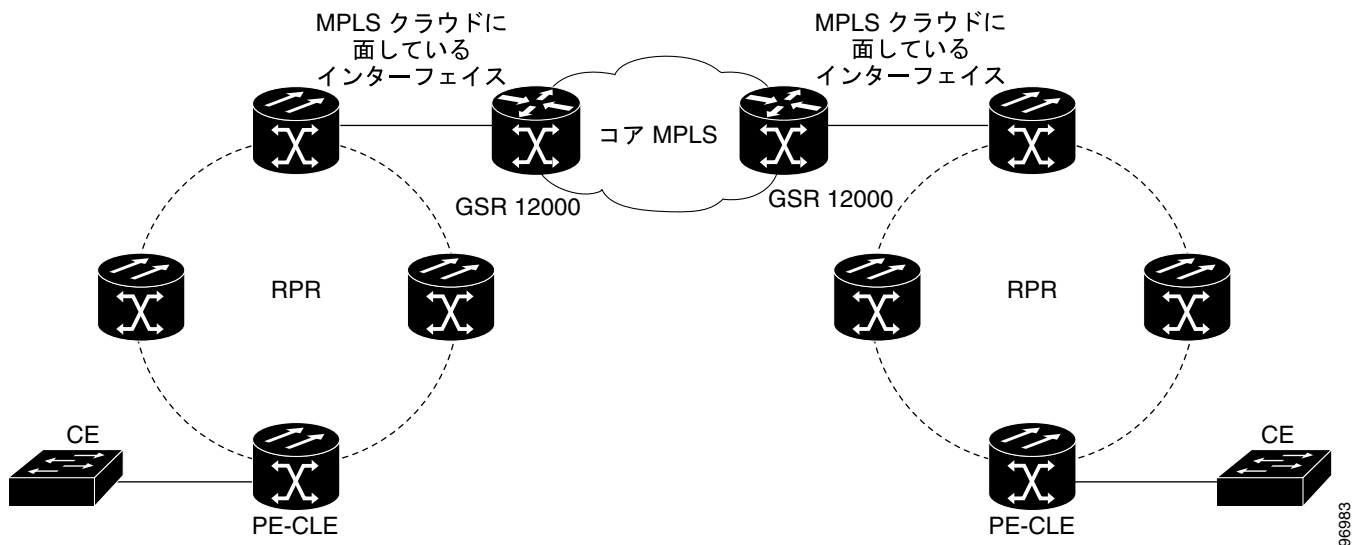 MPLS クラウドに
面している
インターフェイス
MPLS クラウドに
面している
インターフェイス
コア MPLS
GSR 12000
GSR 12000
RPR
RPR
CE
CE
PE-CLE
PE-CLE
96983